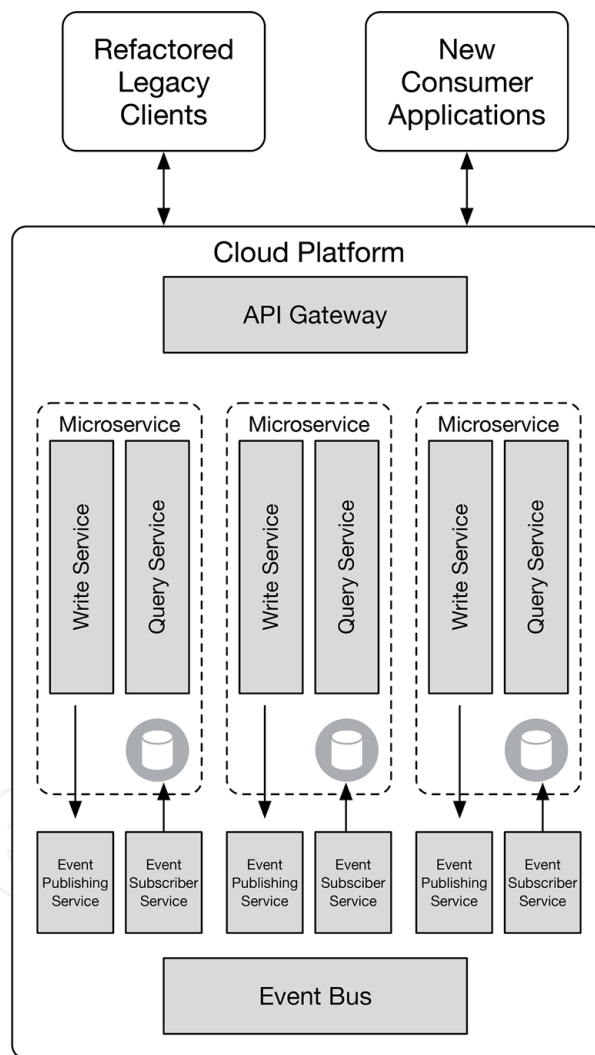 Refactored
Legacy
Clients
New
Consumer
Applications
Cloud Platform
API Gateway
Microservice
Write Service
Query Service
Microservice
Write Service
Query Service
Microservice
Write Service
Query Service
Event
Publishing
Service
Event
Subscriber
Service
Event
Publishing
Service
Event
Subsciber
Service
Event
Publishing
Service
Event
Subscriber
Service
Event Bus